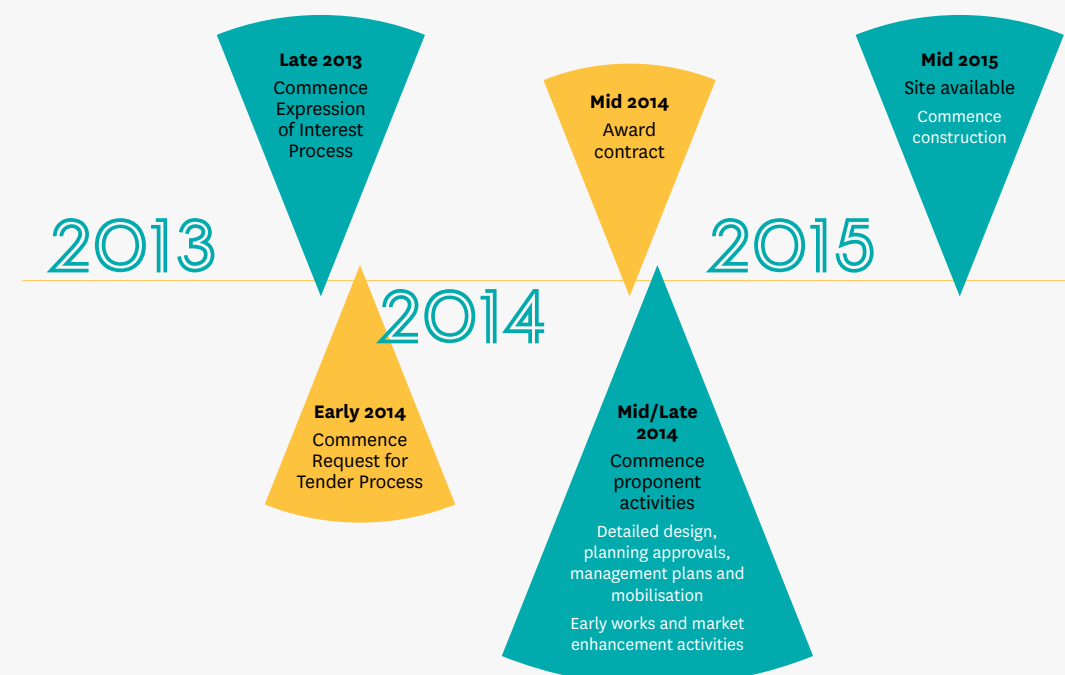 Late 2013
Commence
Expression
of Interest
Process
Mid 2014
Award
contract
Mid 2015
Site available
Commence
construction
2013
2015
2014
Early 2014
Commence
Request for
Tender Process
Mid/Late
2014
Commence
proponent
activities
Detailed design,
planning approvals,
management plans and
mobilisation
Early works and market
enhancement activities